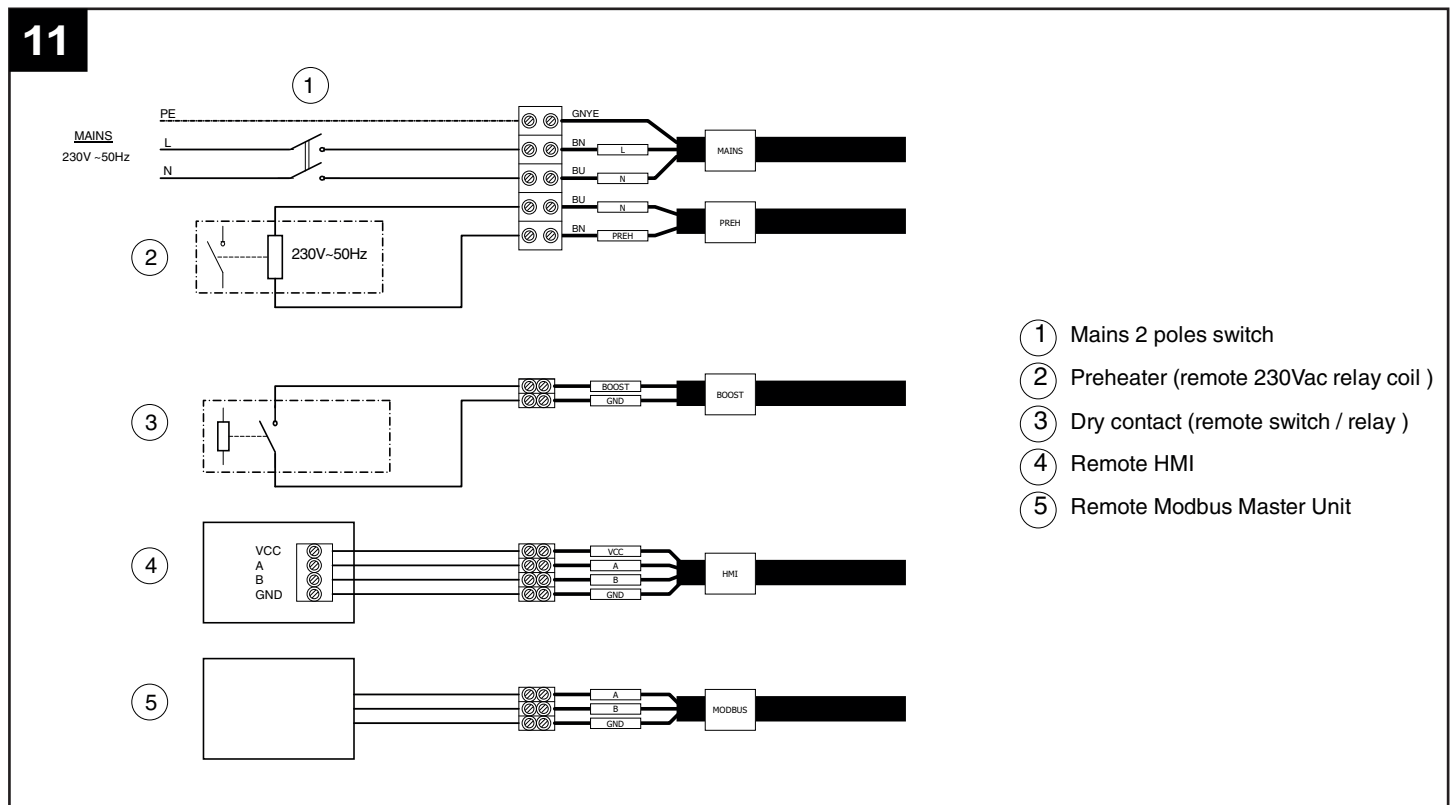 11
1
PE
MAINS
230V ~50Hz
L
N
GNYE
BN
L
BU
N
MAINS
BU
N
BN
PREH
PREH
2
230V~50Hz
3
BOOST
GND
BOOST
4
VCC
A
B
GND
VCC
A
B
GND
HMI
5
A
B
GND
MODBUS
1 Mains 2 poles switch
2 Preheater (remote 230Vac relay coil )
3 Dry contact (remote switch / relay )
4 Remote HMI
5 Remote Modbus Master Unit